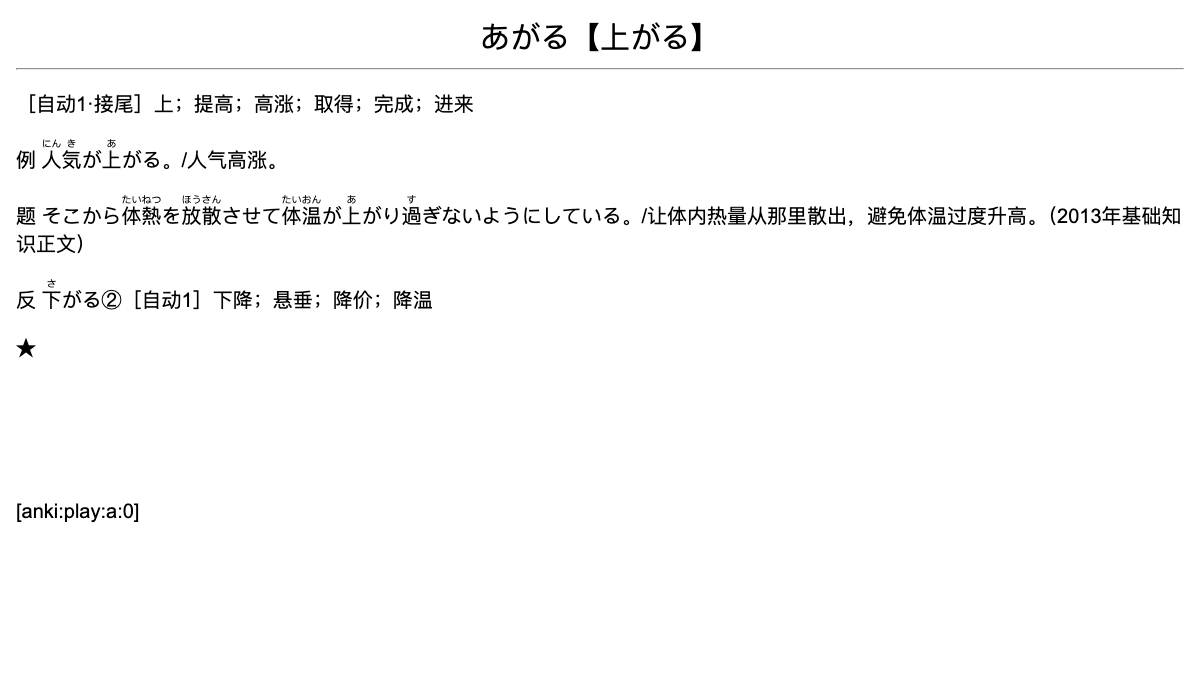 あがる【上がる】
［自动1·接尾］上；提高；高涨；取得；完成；进来
にん き あ
例 人気が上がる。/人气高涨。
たいねつ ほうさん たいおん あ す
题 そこから体熱を放散させて体温が上がり過ぎないようにしている。/让体内热量从那里散出，避免体温过度升高。（2013年基础知
识正文）
さ
反 下がる②［自动1］下降；悬垂；降价；降温
★
[anki:play:a:0]